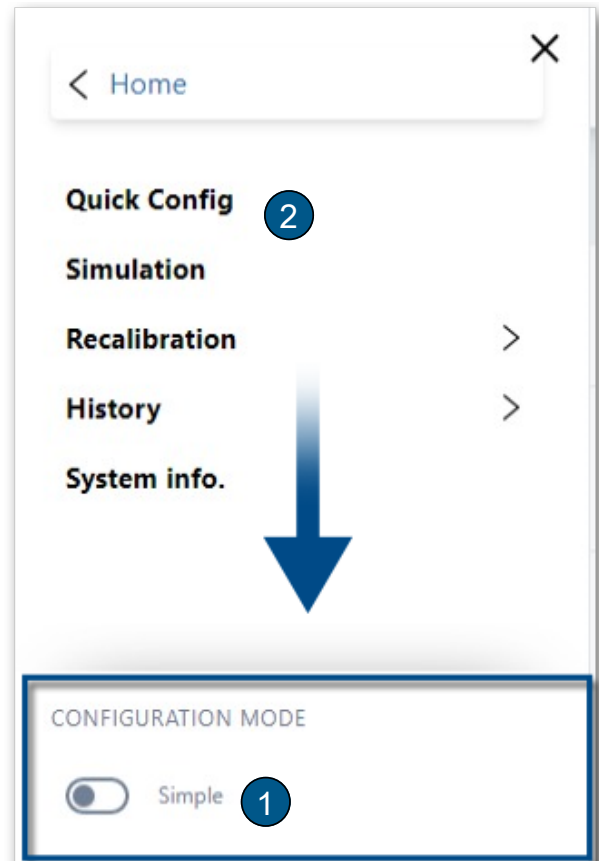 Home
Quick Config
2
Simulation
Recalibration
History
System info.
CONFIGURATION MODE
Simple
1